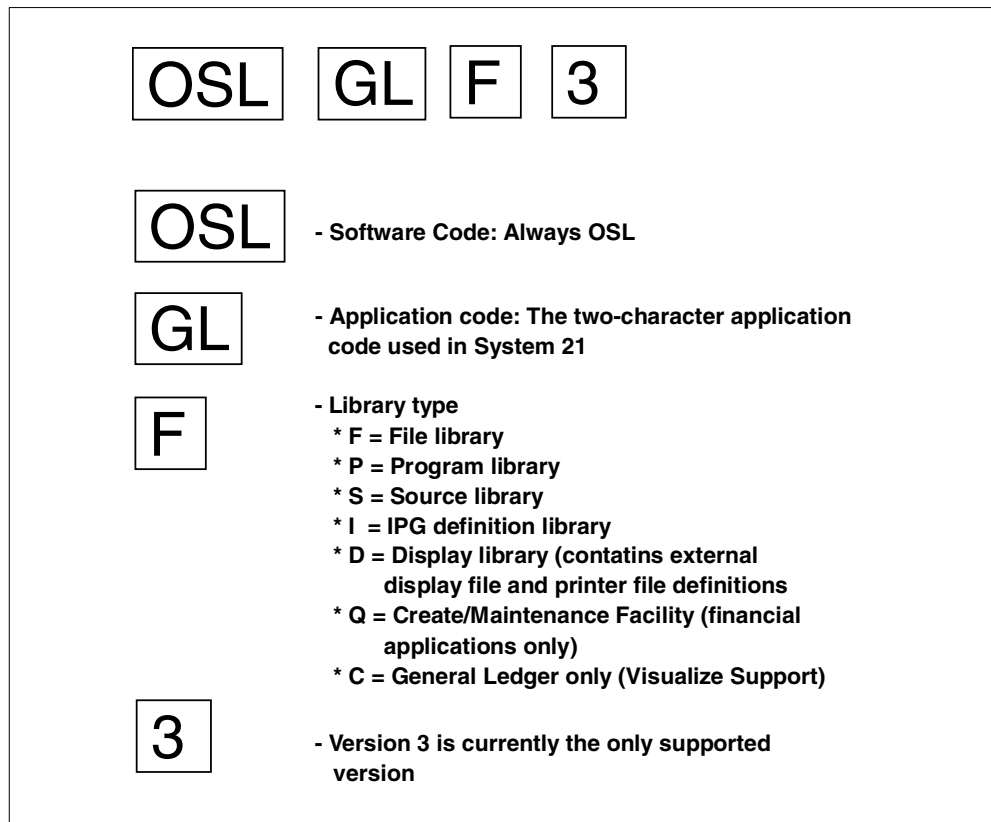 OSL GL F 3
OSL
- Software Code: Always OSL
GL
- Application code: The two-character application
code used in System 21
F
- Library type
* F = File library
* P = Program library
* S = Source library
* I = IPG definition library
* D = Display library (contatins external
display file and printer file definitions
* Q = Create/Maintenance Facility (financial
applications only)
* C = General Ledger only (Visualize Support)
3
- Version 3 is currently the only supported
version